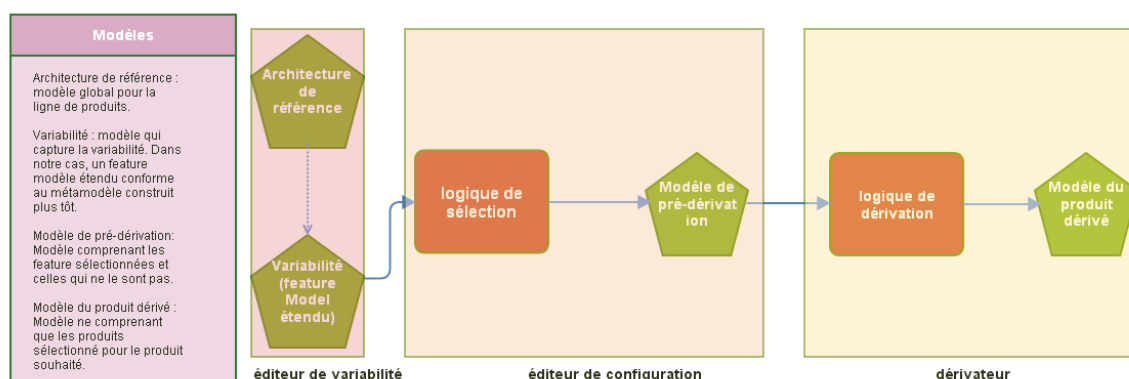 Modèles
Architecture de référence :
modèle global pour la
ligne de produits.
Variabilité : modèle qui
capture la variabilité. Dans
notre cas, un feature
modèle étendu conforme
au métamodèle construit
plus tôt.
Modèle de pré-dérivation:
Modèle comprenant les
feature sélectionnées et
celles qui ne le sont pas.
Modèle du produit dérivé :
Modèle ne comprenant
que les produits
sélectionné pour le produit
souhaité.
Architecture
de
référence
Variabilité
(feature
Model
étendu)
éditeur de variabilité
logique de
sélection
Modèle de
pré-dérivat
ion
éditeur de configuration
logique de
dérivation
Modèle du
produit
dérivé
dérivateur